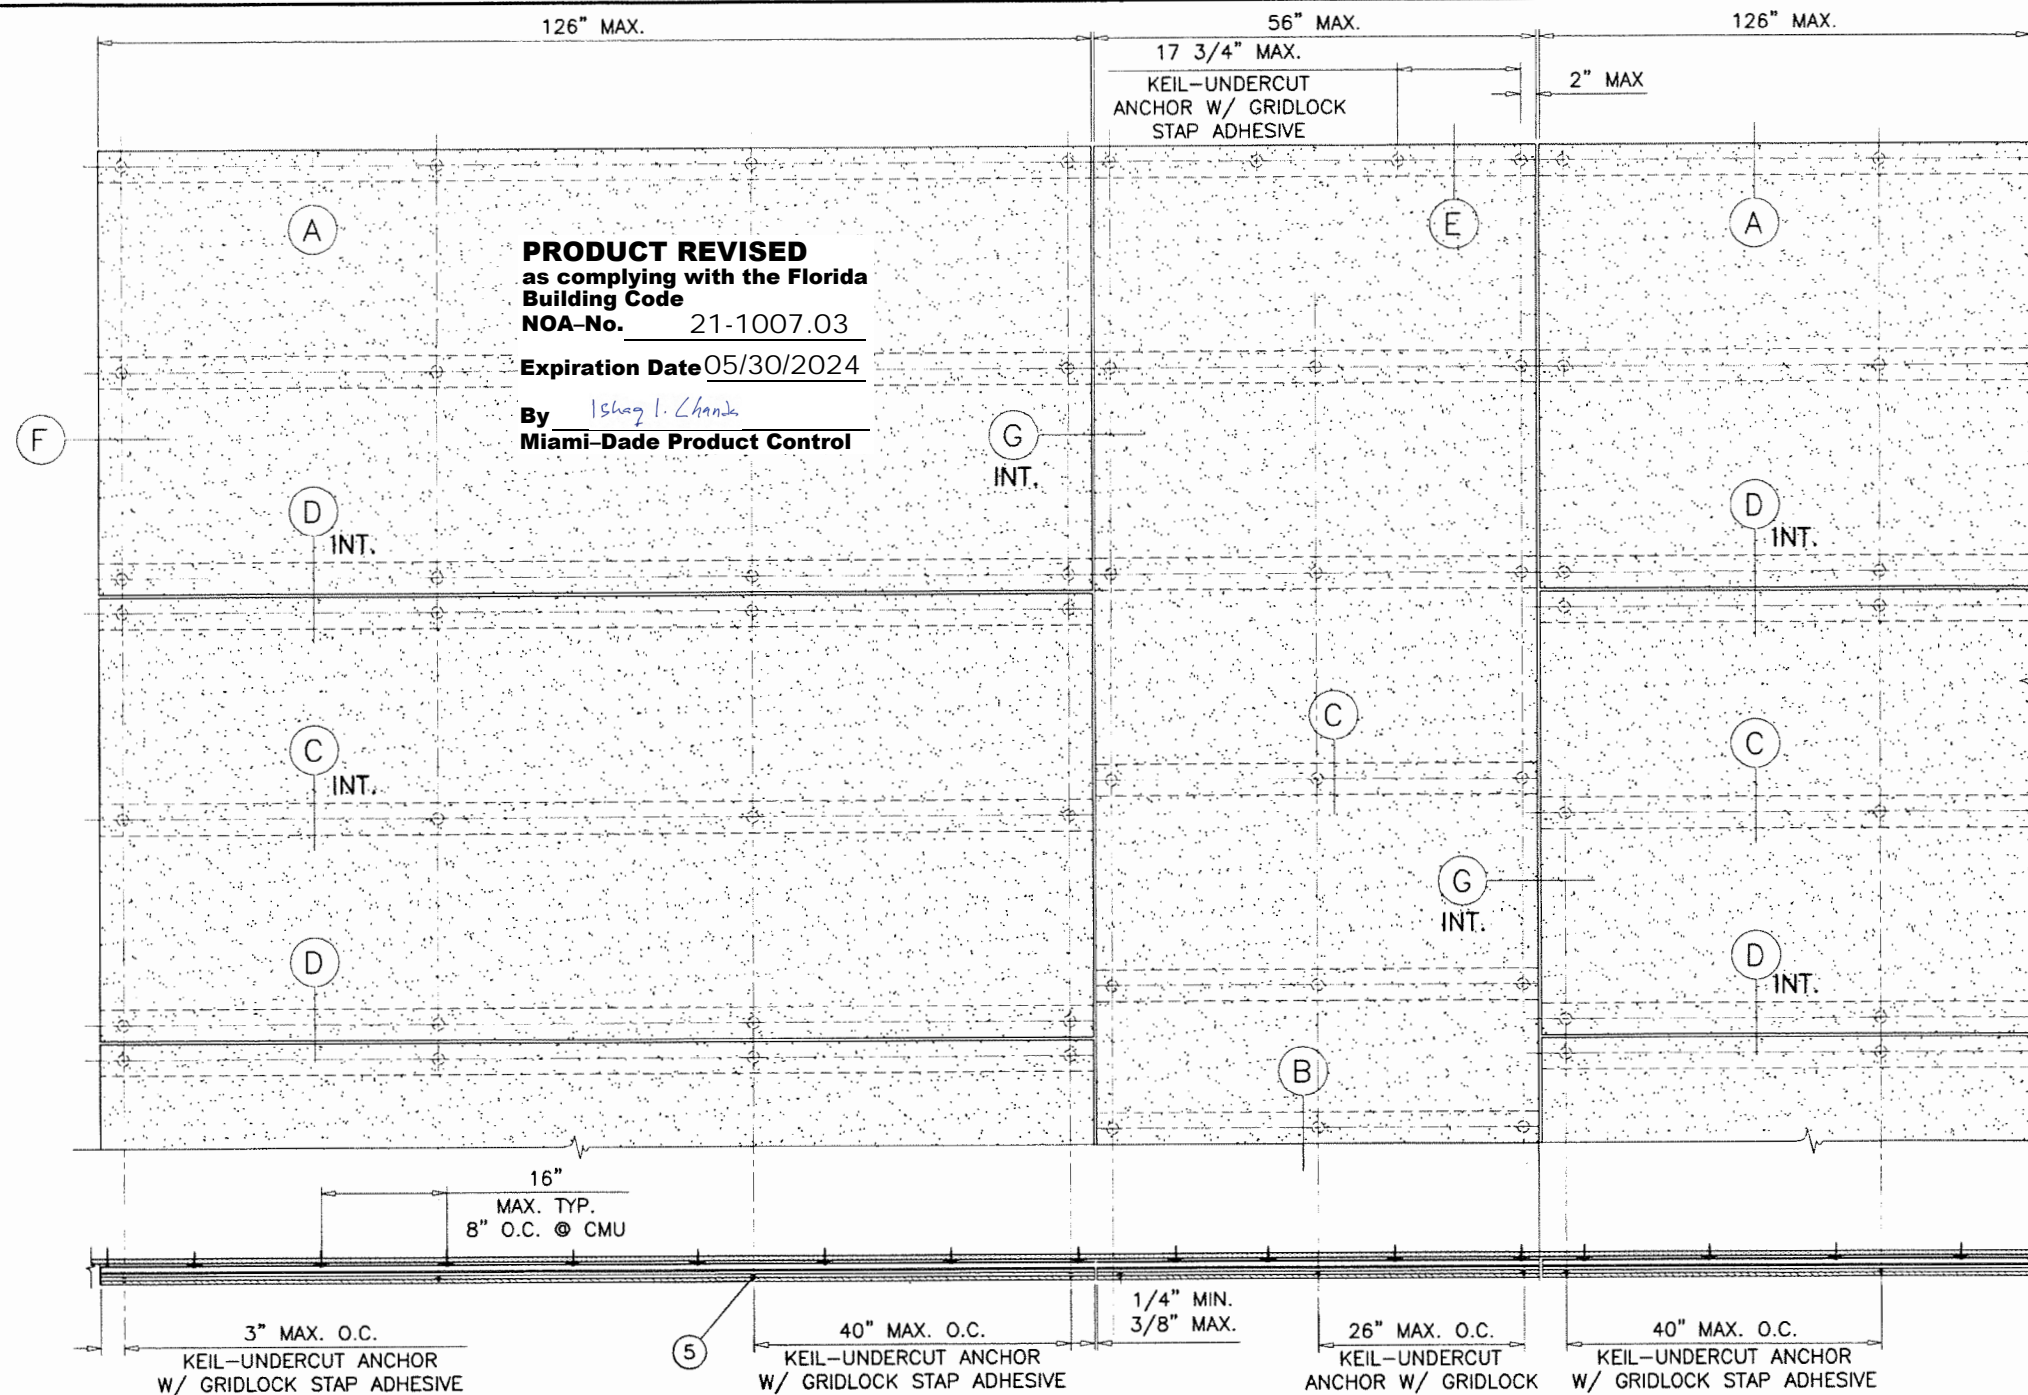 126" MAX.
56" MAX.
126" MAX.
17 3/4" MAX.
KEIL-UNDERCUT
ANCHOR W/ GRIDLOCK
STAP ADHESIVE
2" MAX
A
E
A
PRODUCT REVISED
as complying with the Florida
Building Code
NOA-No. 21-1007.03
Expiration Date 05/30/2024
By
Miami-Dade Product Control
F
G
INT.
D
INT.
D
INT.
C
INT.
C
C
G
INT.
D
D
INT.
B
16"
MAX. TYP.
8" O.C. @ CMU
3" MAX. O.C.
KEIL-UNDERCUT ANCHOR
W/ GRIDLOCK STAP ADHESIVE
5
40" MAX. O.C.
KEIL-UNDERCUT ANCHOR
W/ GRIDLOCK STAP ADHESIVE
1/4" MIN.
3/8" MAX.
26" MAX. O.C.
KEIL-UNDERCUT
ANCHOR W/ GRIDLOCK
40" MAX. O.C.
KEIL-UNDERCUT ANCHOR
W/ GRIDLOCK STAP ADHESIVE